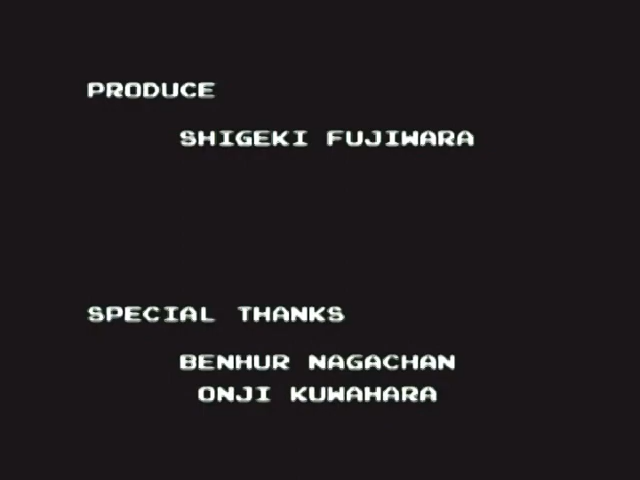 PRODUCE
SHIGEKI FUJIWARA
SPECIAL THANKS
BENHUR NAGACHAN
ONJI KUWAHARA